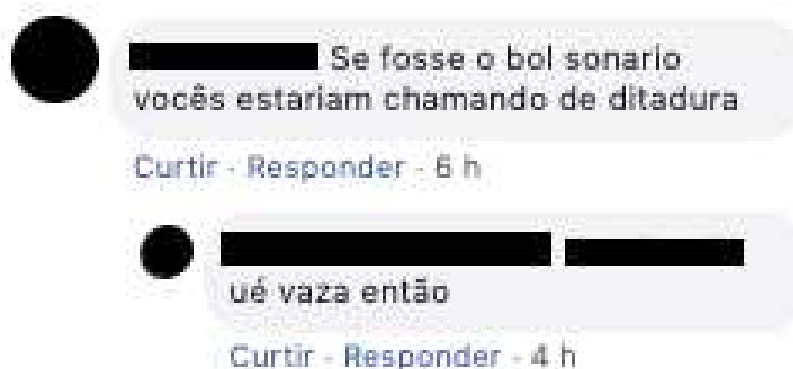 Se fosse o bol sonario
vocês estariam chamando de ditadura
Curtir · Responder · 6 h
ué vaza então
Curtir · Responder · 4 h